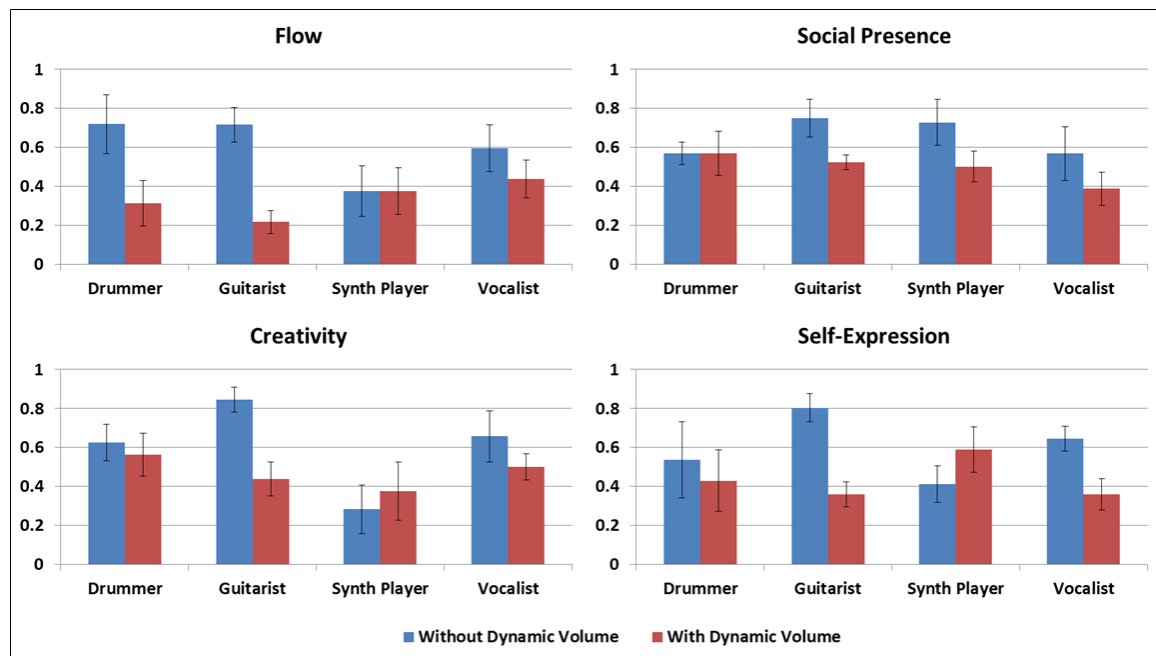 Flow
1
0.8
0.6
0.4
0.2
0
Drummer Guitarist Synth Player Vocalist
Social Presence
1
0.8
0.6
0.4
0.2
0
Drummer Guitarist Synth Player Vocalist
Creativity
1
0.8
0.6
0.4
0.2
0
Drummer Guitarist Synth Player Vocalist
Self-Expression
1
0.8
0.6
0.4
0.2
0
Drummer Guitarist Synth Player Vocalist
Without Dynamic Volume With Dynamic Volume